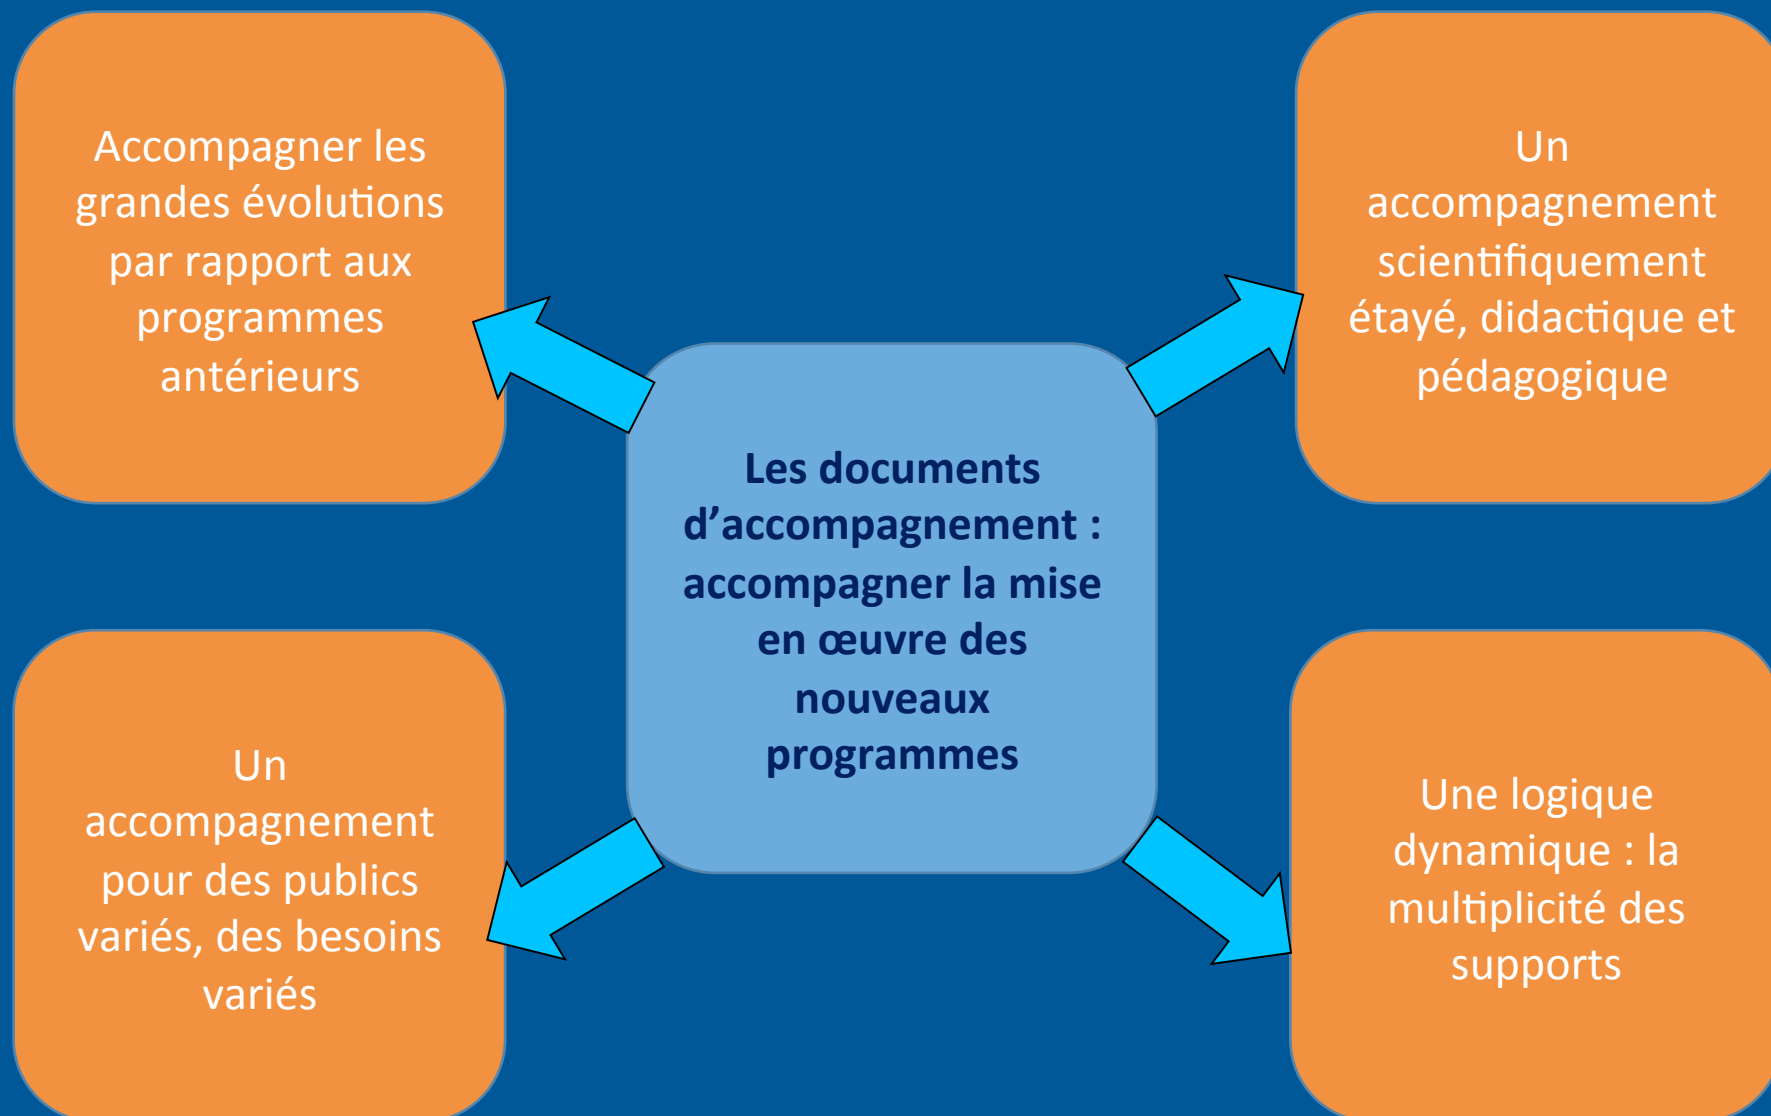 Accompagner les
grandes évolutions
par rapport aux
programmes
antérieurs
Un
accompagnement
scientifiquement
étayé, didactique et
pédagogique
Les documents
d’accompagnement :
accompagner la mise
en œuvre des
nouveaux
programmes
Un
accompagnement
pour des publics
variés, des besoins
variés
Une logique
dynamique : la
multiplicité des
supports